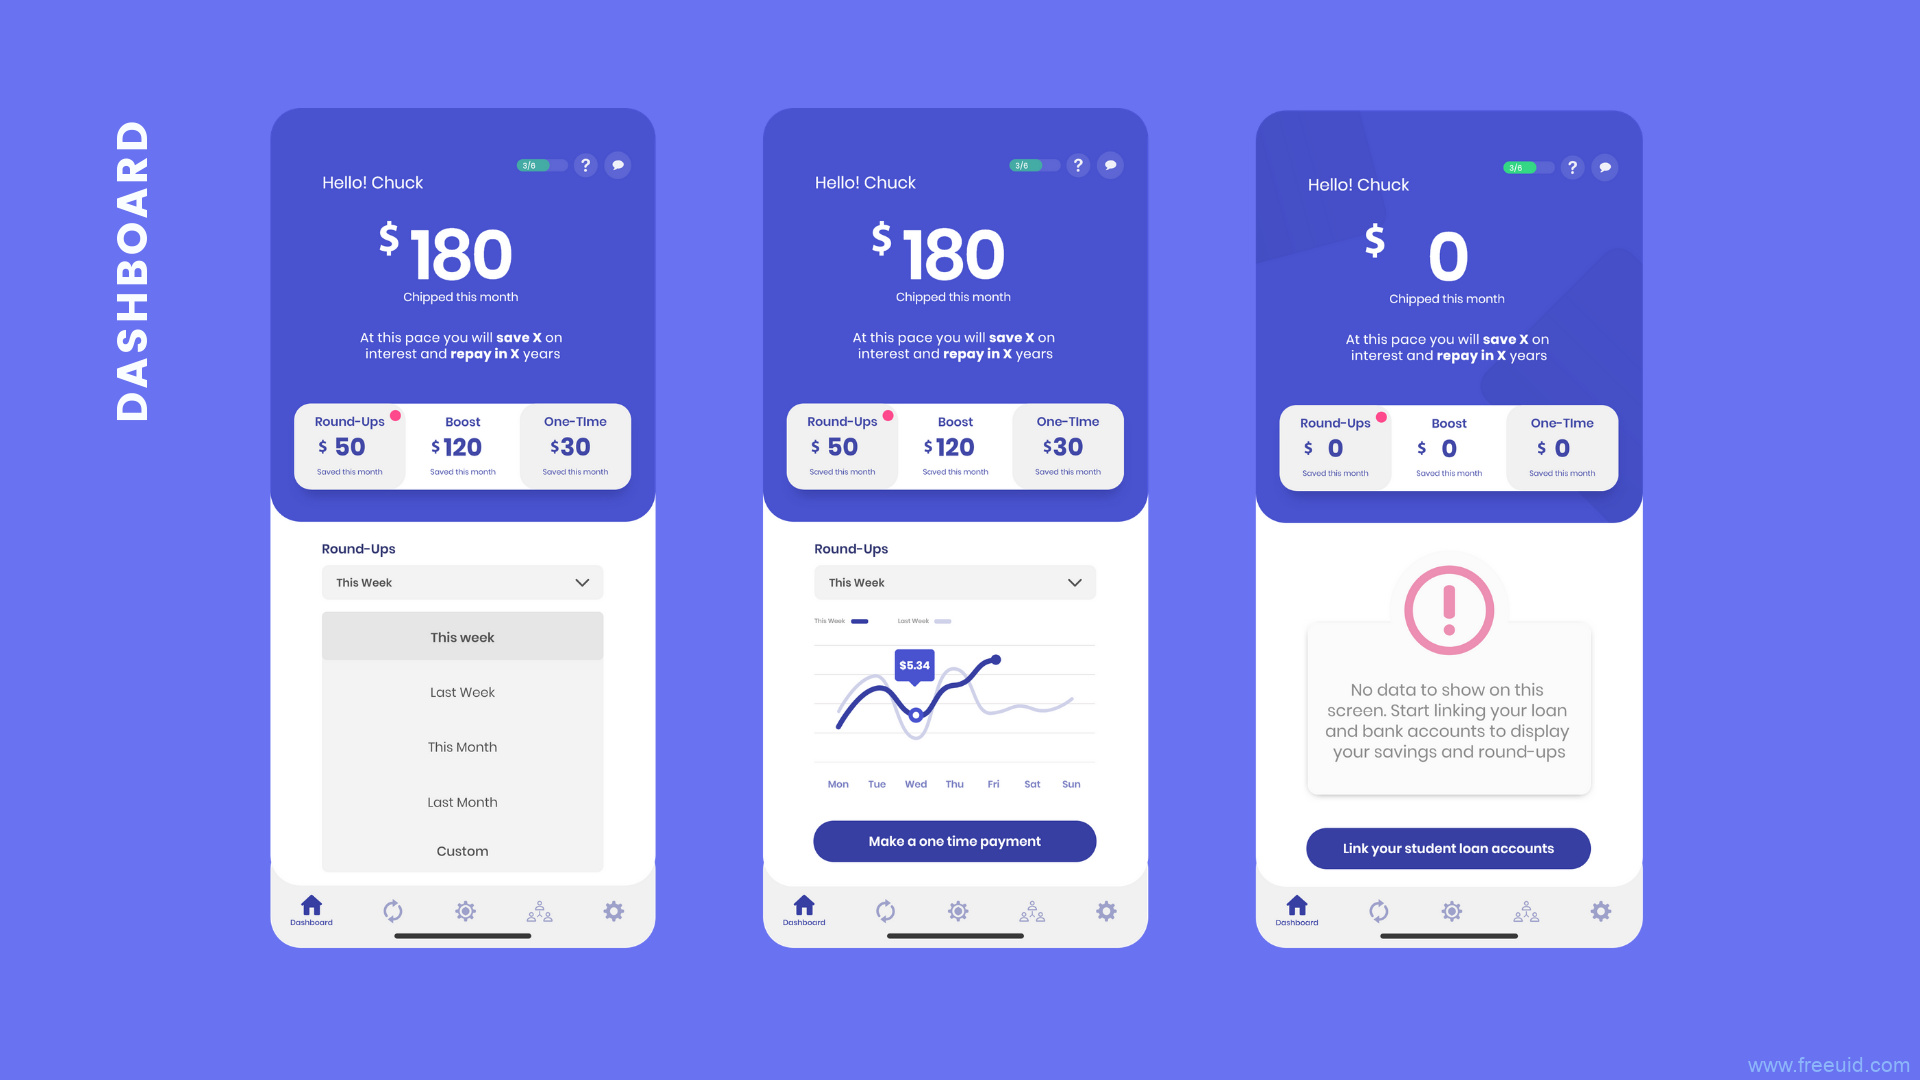 DASHBOARD
3/6
?
Hello! Chuck
$ 180
Chipped this month
At this pace you will save X on
interest and repay in X years
Round-Ups
$ 50
Saved this month
Boost
$ 120
Saved this month
One-TIme
$ 30
Saved this month
Round-Ups
This Week
This week
Last Week
This Month
Last Month
Custom
Dashboard
3/6
?
Hello! Chuck
$ 180
Chipped this month
At this pace you will save X on
interest and repay in X years
Round-Ups
$ 50
Saved this month
Boost
$ 120
Saved this month
One-TIme
$ 30
Saved this month
Round-Ups
This Week
This Week Last Week
$5.34
Mon Tue Wed Thu Fri Sat Sun
Make a one time payment
Dashboard
3/6
?
Hello! Chuck
$ 0
Chipped this month
At this pace you will save X on
interest and repay in X years
Round-Ups
$ 0
Saved this month
Boost
$ 0
Saved this month
One-TIme
$ 0
Saved this month
No data to show on this
screen. Start linking your loan
and bank accounts to display
your savings and round-ups
Link your student loan accounts
Dashboard
www.freeuid.com